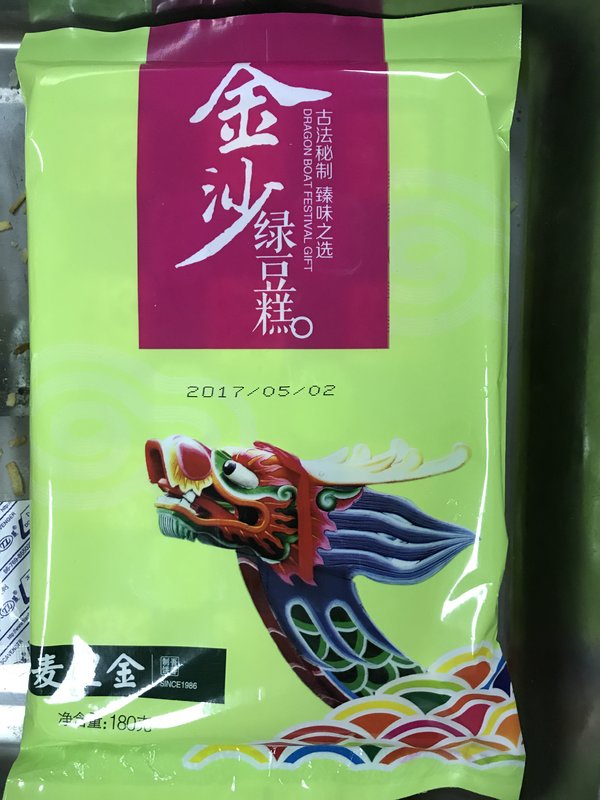 金沙
绿豆糕
古法秘制 臻味之选
DRAGON BOAT FESTIVAL GIFT
2017/05/02
SINCE1986
净含量:180克